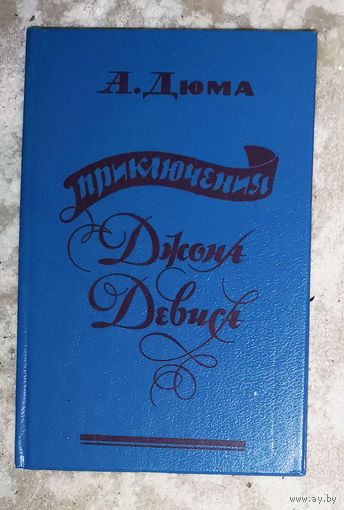 А. Дюма
Приключения
Джона
Девиса
www.ay.by